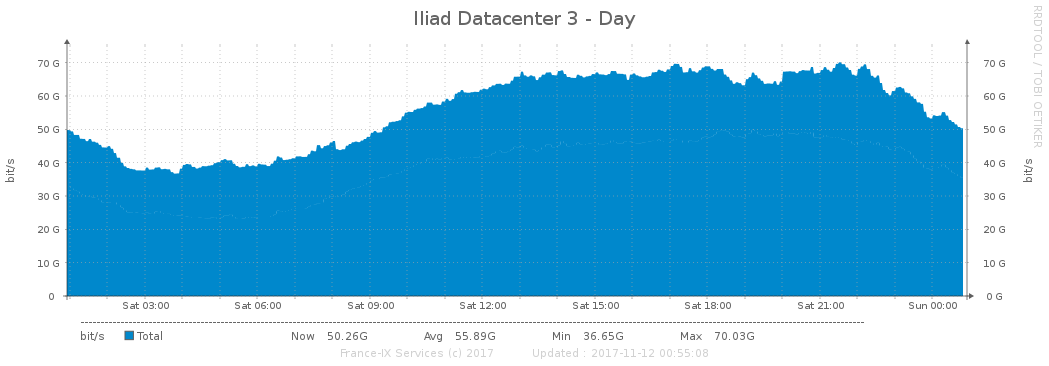 Iliad Datacenter 3 - Day
RRDTOOL / TOBI OETIKER
bit/s
bit/s
70 G 70 G
60 G 60 G
50 G 50 G
40 G 40 G
30 G 30 G
20 G 20 G
10 G 10 G
0 0 G
Sat 03:00 Sat 06:00 Sat 09:00 Sat 12:00 Sat 15:00 Sat 18:00 Sat 21:00 Sun 00:00
bit/s Total Now 50.26G Avg 55.89G Min 36.65G Max 70.03G
France-IX Services (c) 2017 Updated : 2017-11-12 00:55:08